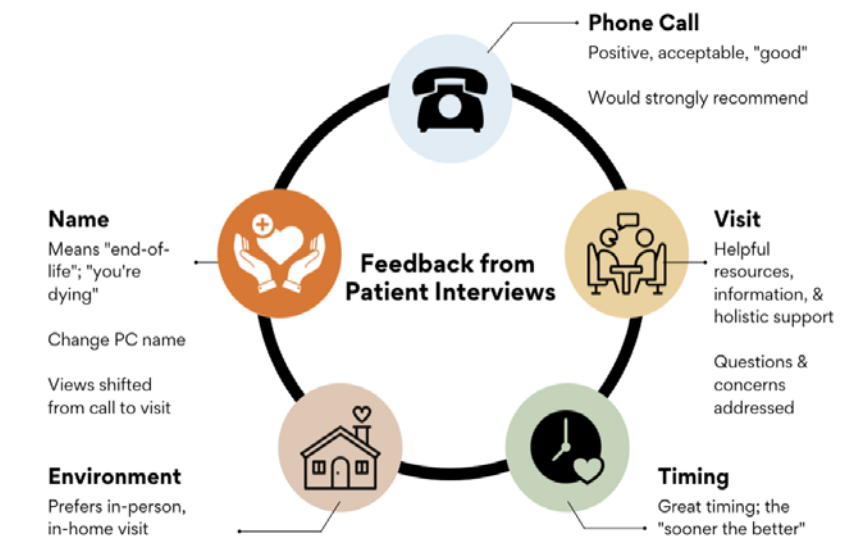 Phone Call
Positive, acceptable, "good"
Would strongly recommend
Name
Means "end-of-
life"; "you're
dying"
Change PC name
Views shifted
from call to visit
Feedback from
Patient Interviews
Visit
Helpful
resources,
information, &
holistic support
Questions &
concerns
addressed
Environment
Prefers in-person,
in-home visit
Timing
Great timing; the
"sooner the better"